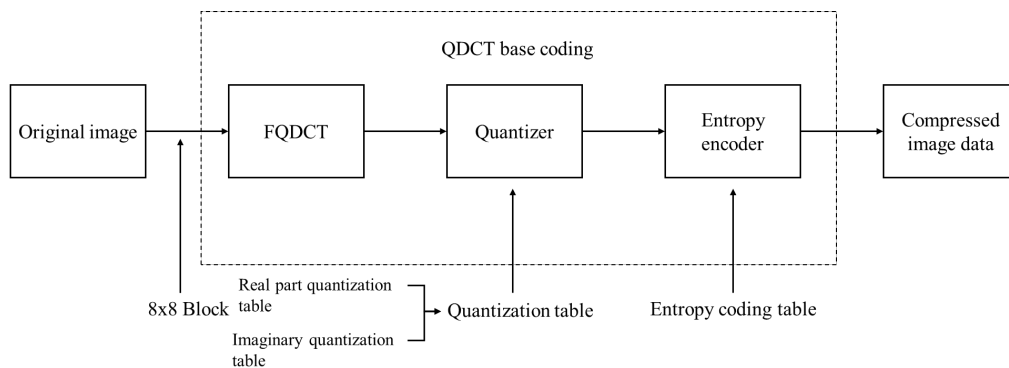 QDCT base coding
Original image
FQDCT
Quantizer
Entropy
encoder
Compressed
image data
8x8 Block
Real part quantization
table
Imaginary quantization
table
Quantization table
Entropy coding table